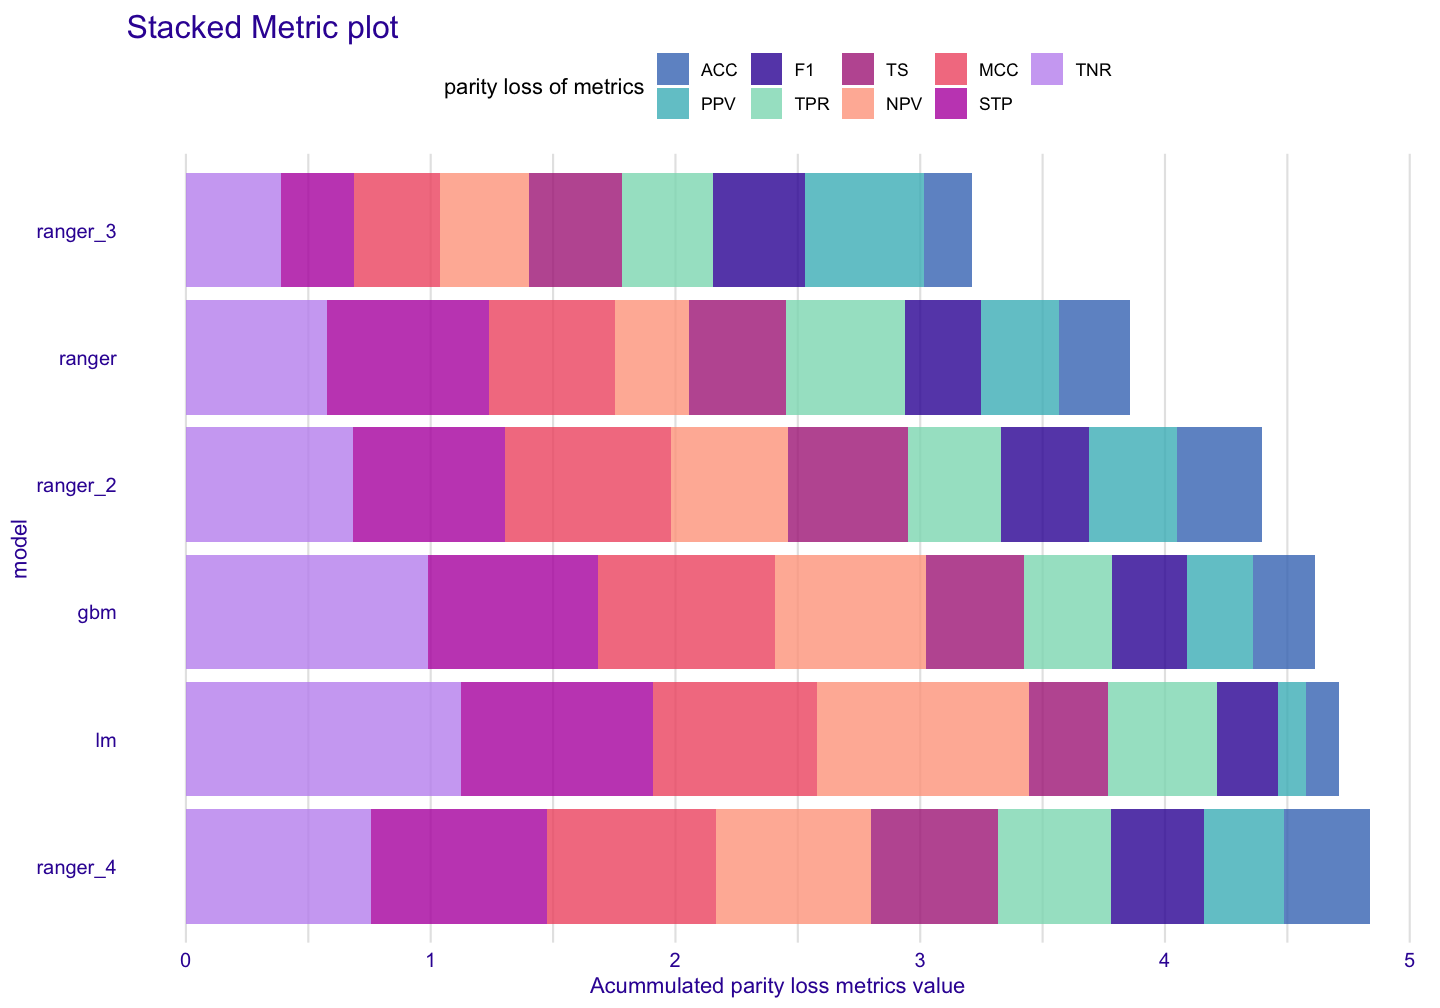 Stacked Metric plot
parity loss of metrics
ACC F1 TS MCC TNR
PPV TPR NPV STP
ranger_3
ranger
ranger_2
gbm
lm
ranger_4
model
0 1 2 3 4 5
Acummulated parity loss metrics value